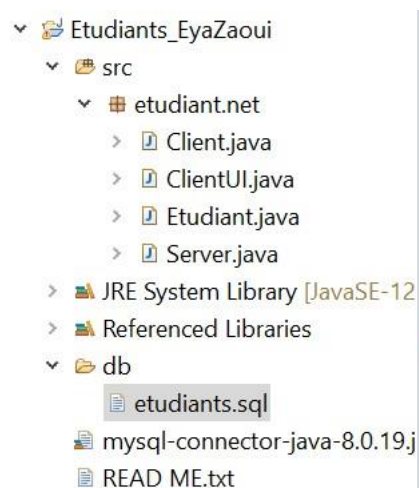 Etudiants_EyaZaoui
src
etudiant.net
Client.java
ClientUI.java
Etudiant.java
Server.java
JRE System Library [JavaSE-12
Referenced Libraries
db
etudiants.sql
mysql-connector-java-8.0.19.j
READ ME.txt